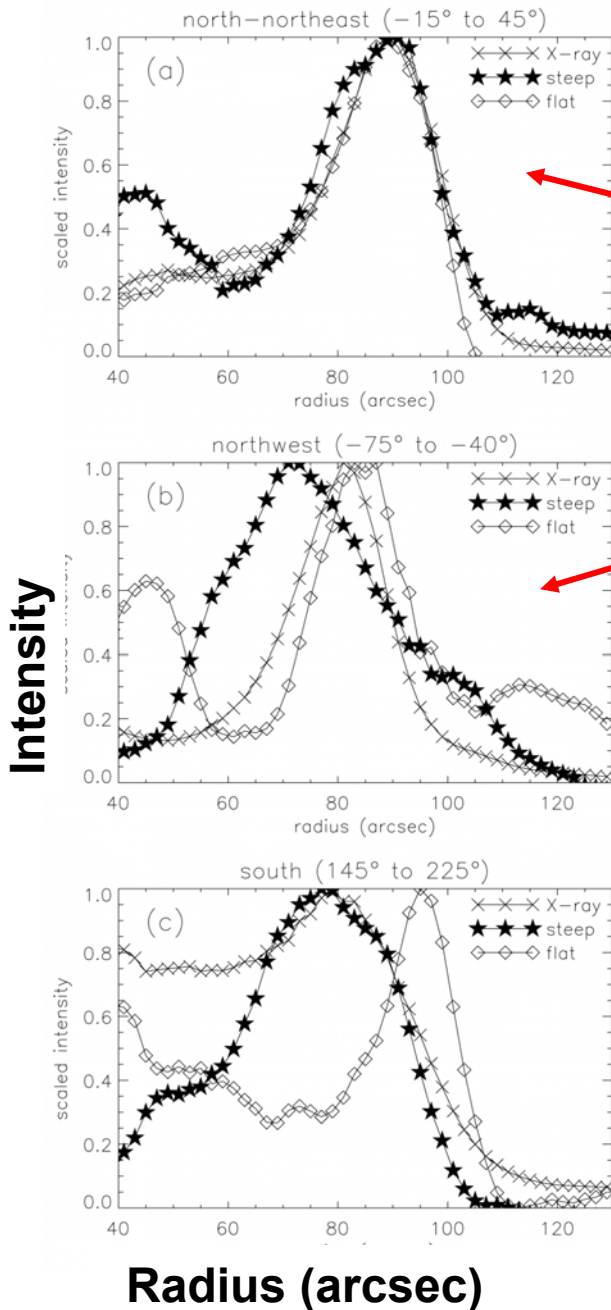 north-northeast (-15° to 45°)
(a)
X-ray
steep
flat
1.0
0.8
0.6
0.4
0.2
0.0
scaled intensity
40 60 80 100 120
radius (arcsec)
northwest (-75° to -40°)
(b)
X-ray
steep
flat
1.0
0.8
0.6
0.4
0.2
0.0
Intensity
40 60 80 100 120
radius (arcsec)
south (145° to 225°)
(c)
X-ray
steep
flat
1.0
0.8
0.6
0.4
0.2
0.0
scaled intensity
40 60 80 100 120
Radius (arcsec)